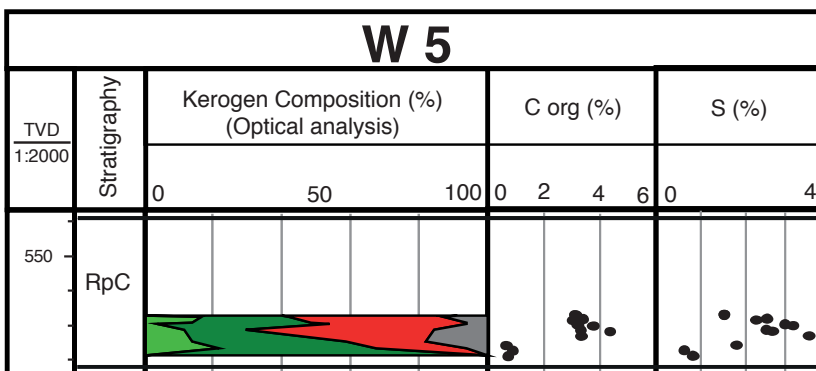 W 5
TVD
1:2000
Stratigraphy
Kerogen Composition (%)
(Optical analysis)
0 50 100
C org (%)
0 2 4 6
S (%)
0 4
550
RpC